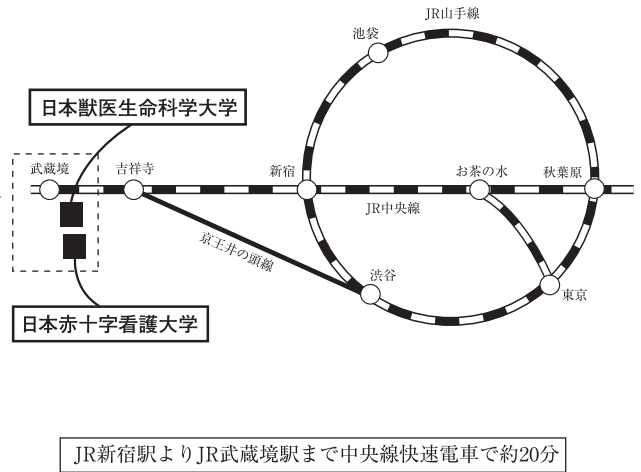 JR山手線
池袋
日本獣医生命科学大学
武蔵境
吉祥寺
新宿
お茶の水
秋葉原
JR中央線
京王井の頭線
渋谷
東京
日本赤十字看護大学
JR新宿駅よりJR武蔵境駅まで中央線快速電車で約20分